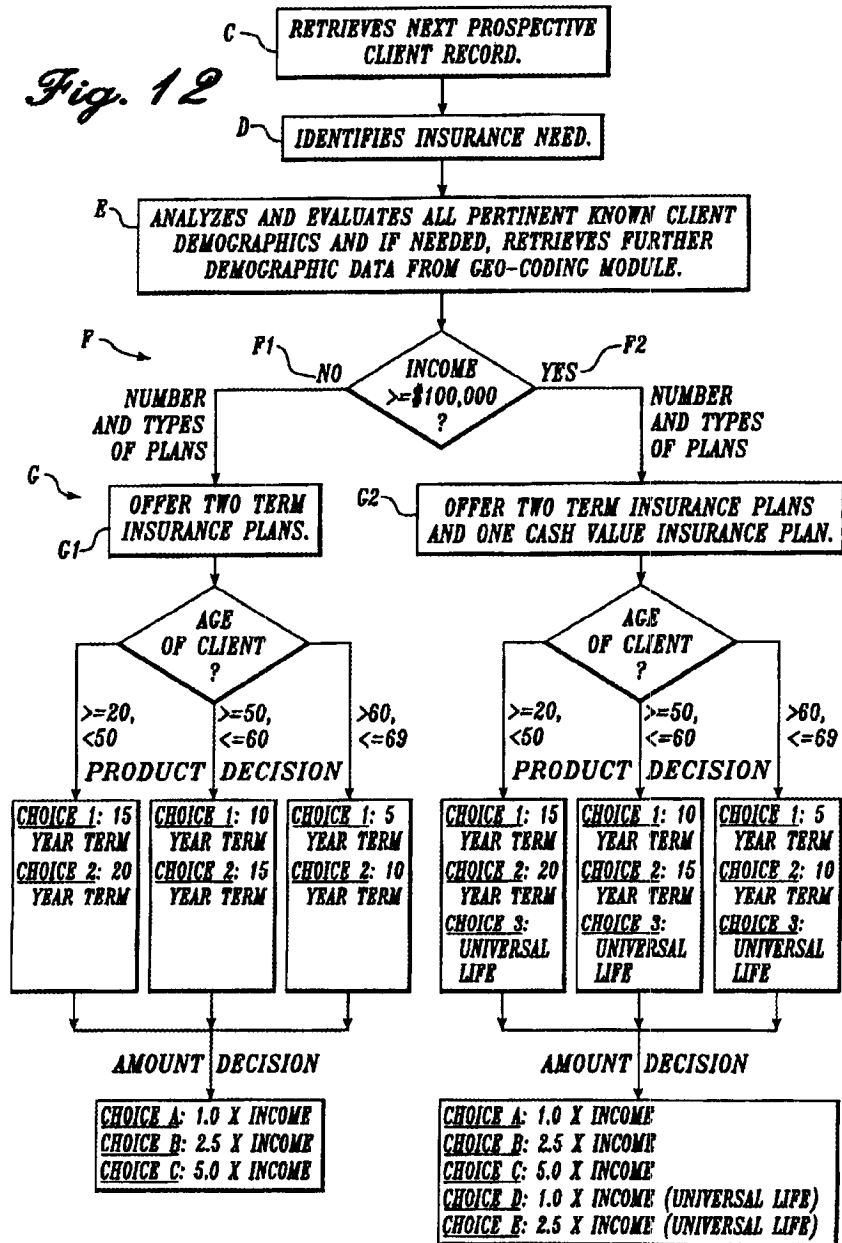 Fig. 12
C
RETRIEVES NEXT PROSPECTIVE
CLIENT RECORD.
D
IDENTIFIES INSURANCE NEED.
E
ANALYZES AND EVALUATES ALL PERTINENT KNOWN CLIENT
DEMOGRAPHICS AND IF NEEDED, RETRIEVES FURTHER
DEMOGRAPHIC DATA FROM GEO-CODING MODULE.
F
F1
NO
INCOME
>=$100,000
?
YES
F2
NUMBER
AND TYPES
OF PLANS
NUMBER
AND TYPES
OF PLANS
G
G1
OFFER TWO TERM
INSURANCE PLANS.
G2
OFFER TWO TERM INSURANCE PLANS
AND ONE CASH VALUE INSURANCE PLAN.
AGE
OF CLIENT
?
>=20,
<50
>=50,
<=60
>60,
<=69
PRODUCT DECISION
CHOICE 1: 15
YEAR TERM
CHOICE 2: 20
YEAR TERM
CHOICE 1: 10
YEAR TERM
CHOICE 2: 15
YEAR TERM
CHOICE 1: 5
YEAR TERM
CHOICE 2: 10
YEAR TERM
AMOUNT DECISION
CHOICE A: 1.0 X INCOME
CHOICE B: 2.5 X INCOME
CHOICE C: 5.0 X INCOME
AGE
OF CLIENT
?
>=20,
<50
>=50,
<=60
>60,
<=69
PRODUCT DECISION
CHOICE 1: 15
YEAR TERM
CHOICE 2: 20
YEAR TERM
CHOICE 3:
UNIVERSAL
LIFE
CHOICE 1: 10
YEAR TERM
CHOICE 2: 15
YEAR TERM
CHOICE 3:
UNIVERSAL
LIFE
CHOICE 1: 5
YEAR TERM
CHOICE 2: 10
YEAR TERM
CHOICE 3:
UNIVERSAL
LIFE
AMOUNT DECISION
CHOICE A: 1.0 X INCOME
CHOICE B: 2.5 X INCOME
CHOICE C: 5.0 X INCOME
CHOICE D: 1.0 X INCOME (UNIVERSAL LIFE)
CHOICE E: 2.5 X INCOME (UNIVERSAL LIFE)